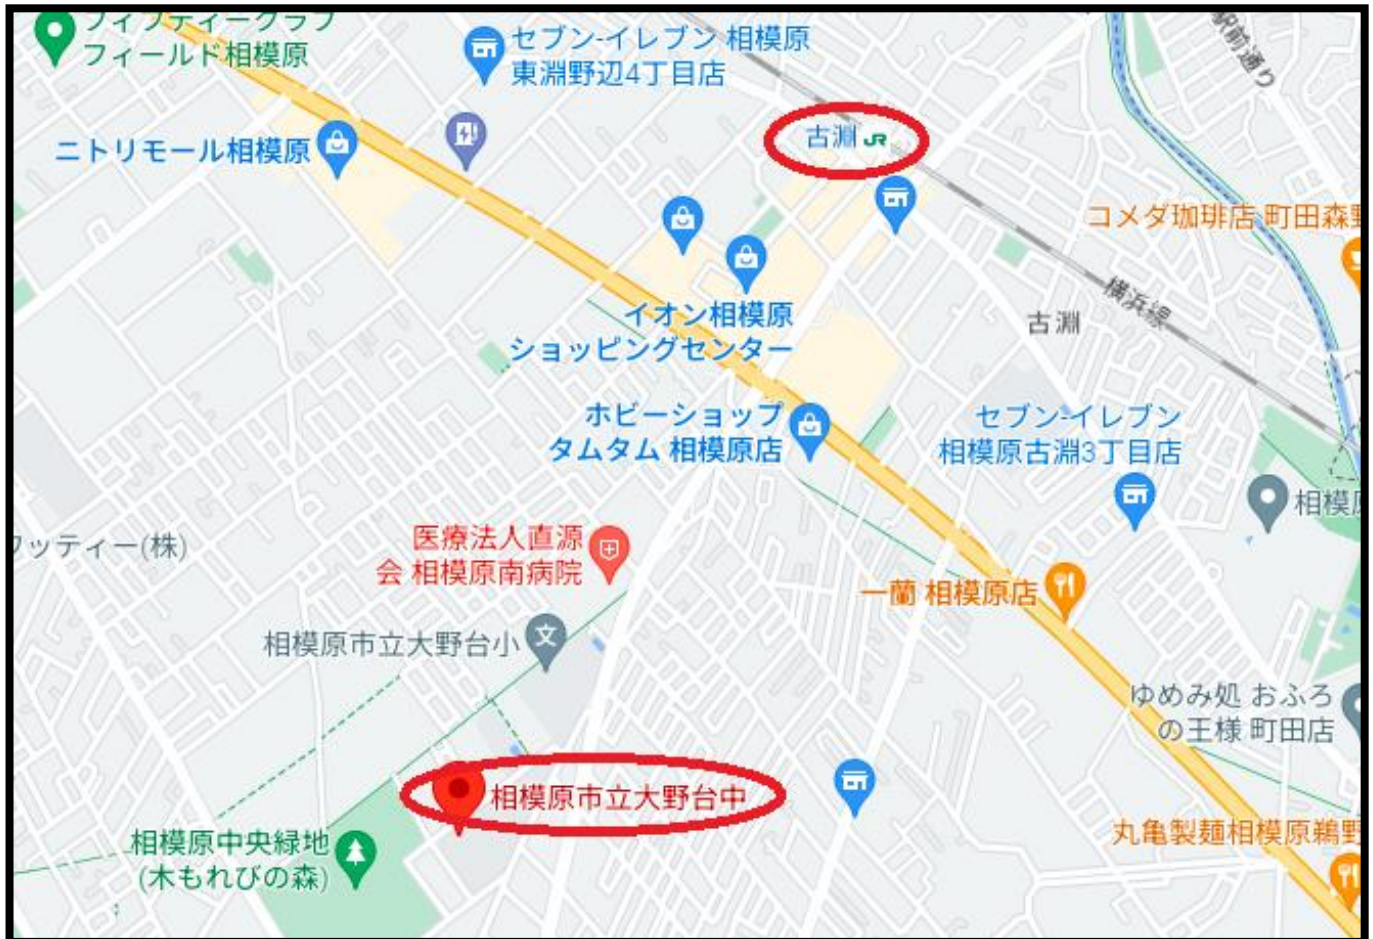 フィフティークラブ
フィールド相模原
セブン-イレブン 相模原
東淵野辺4丁目店
駅前通り
ニトリモール相模原
古淵 JR
コメダ珈琲店 町田森野
横浜線
イオン相模原
ショッピングセンター
古淵
ホビーショップ
タムタム 相模原店
セブン-イレブン
相模原古淵3丁目店
相模原
ワッティー(株)
医療法人直源
会 相模原南病院
一蘭 相模原店
相模原市立大野台小
文
ゆめみ処 おふろ
の王様 町田店
相模原市立大野台中
相模原中央緑地
(木もれびの森)
丸亀製麺相模原鵜野